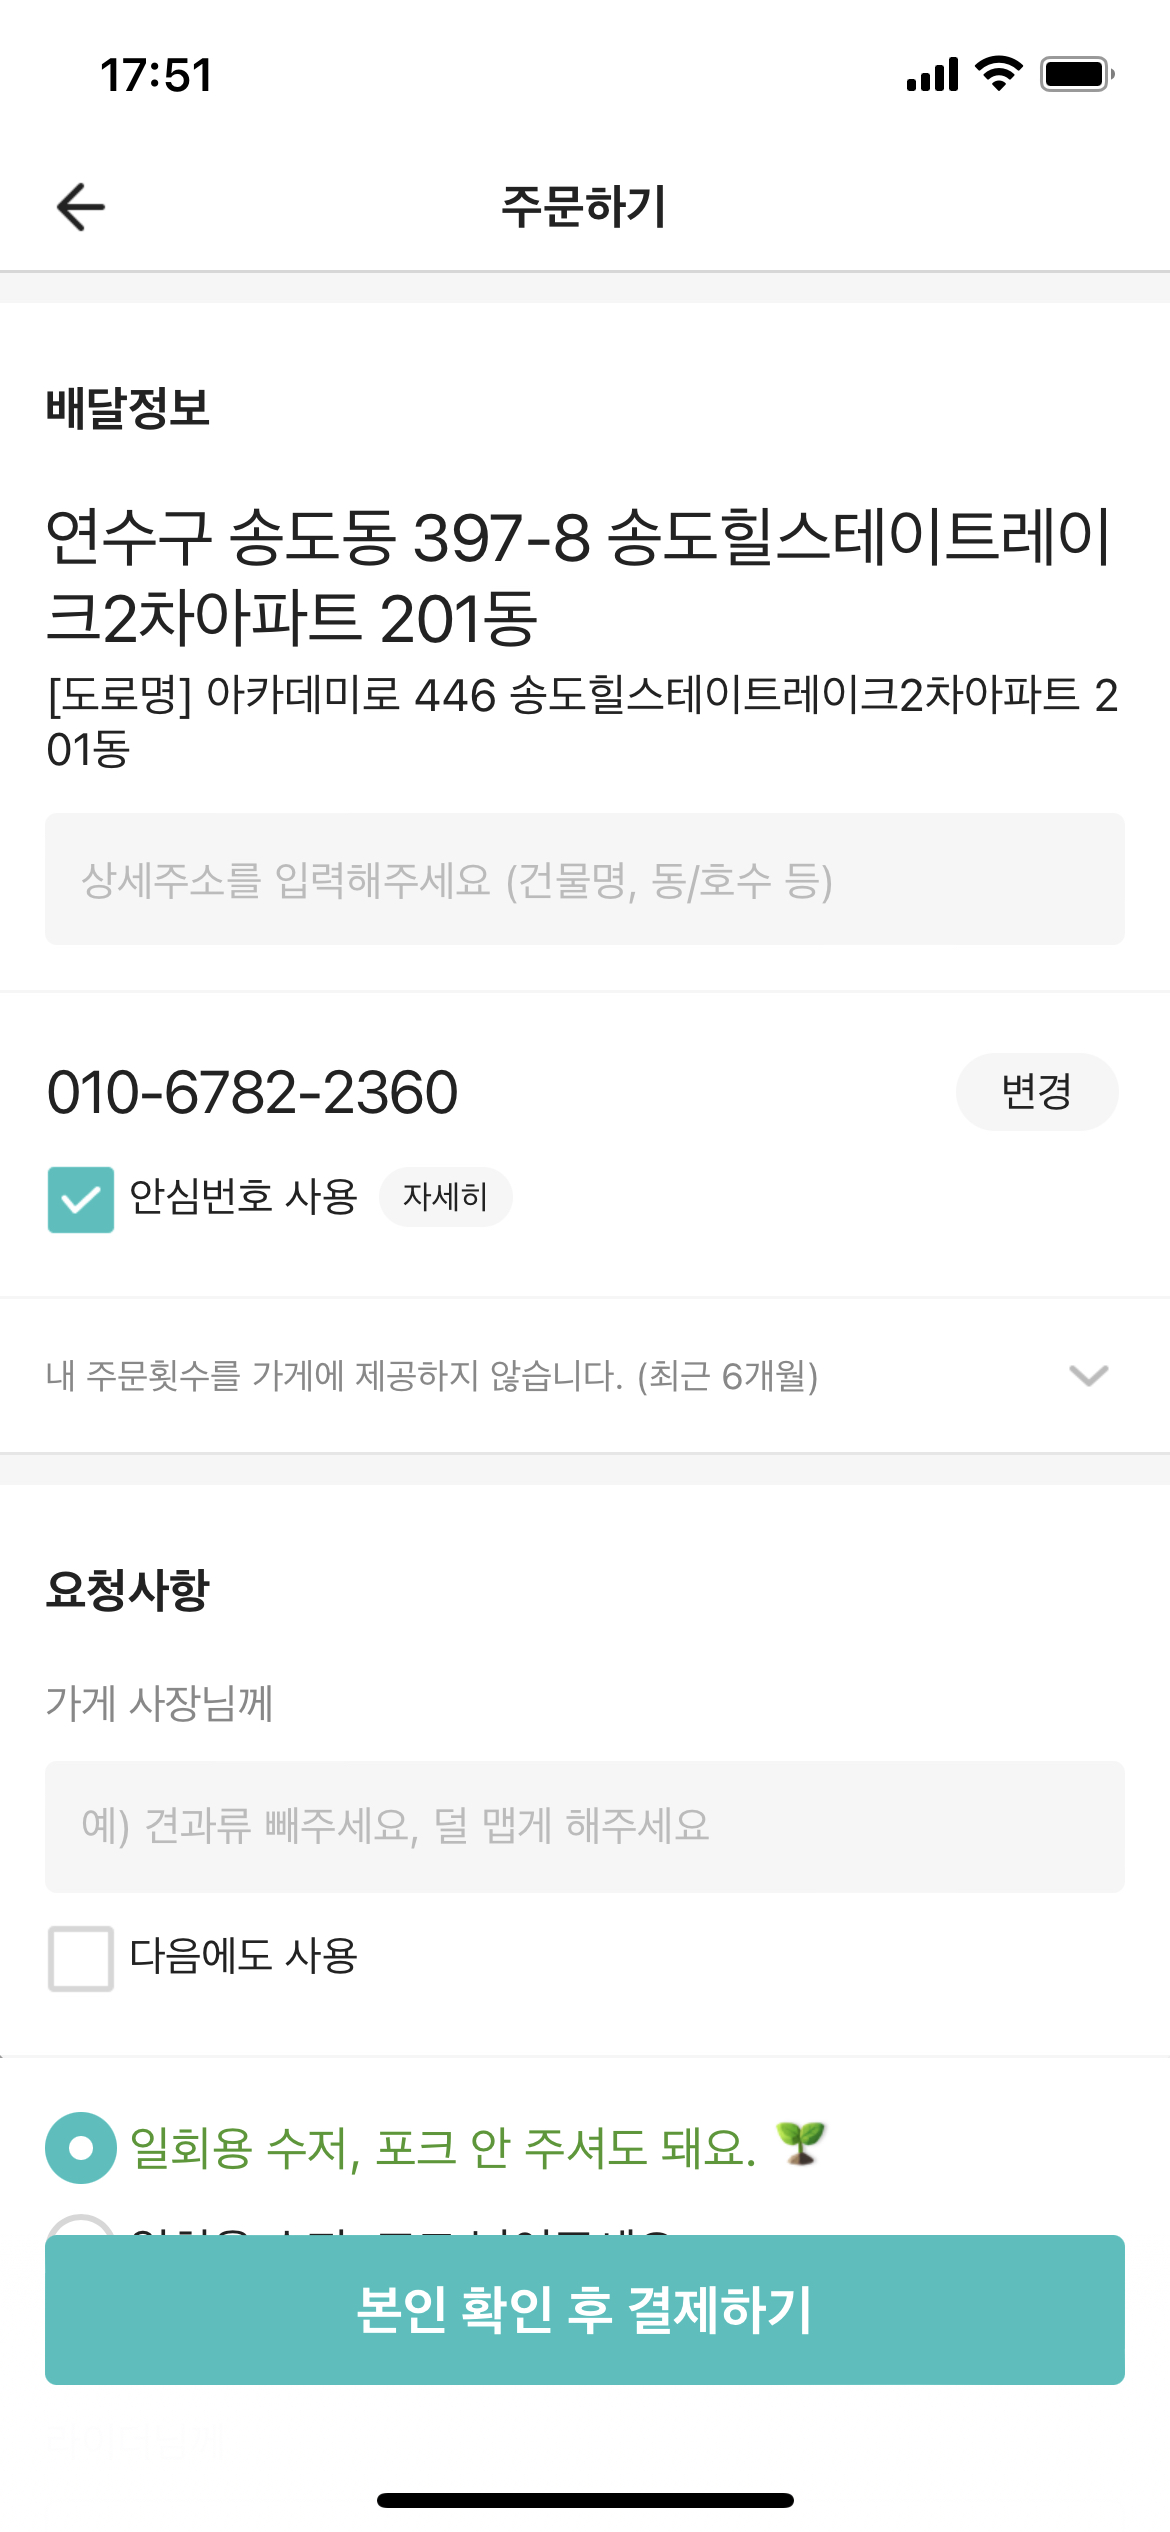 17:51
주문하기
배달정보
연수구 송도동 397-8 송도힐스테이트레이
크2차아파트 201동
[도로명] 아카데미로 446 송도힐스테이트레이크2차아파트 2
01동
상세주소를 입력해주세요 (건물명, 동/호수 등)
010-6782-2360
변경
안심번호 사용
자세히
내 주문횟수를 가게에 제공하지 않습니다. (최근 6개월)
요청사항
가게 사장님께
예) 견과류 빼주세요, 덜 맵게 해주세요
다음에도 사용
일회용 수저, 포크 안 주셔도 돼요. 🌱
본인 확인 후 결제하기